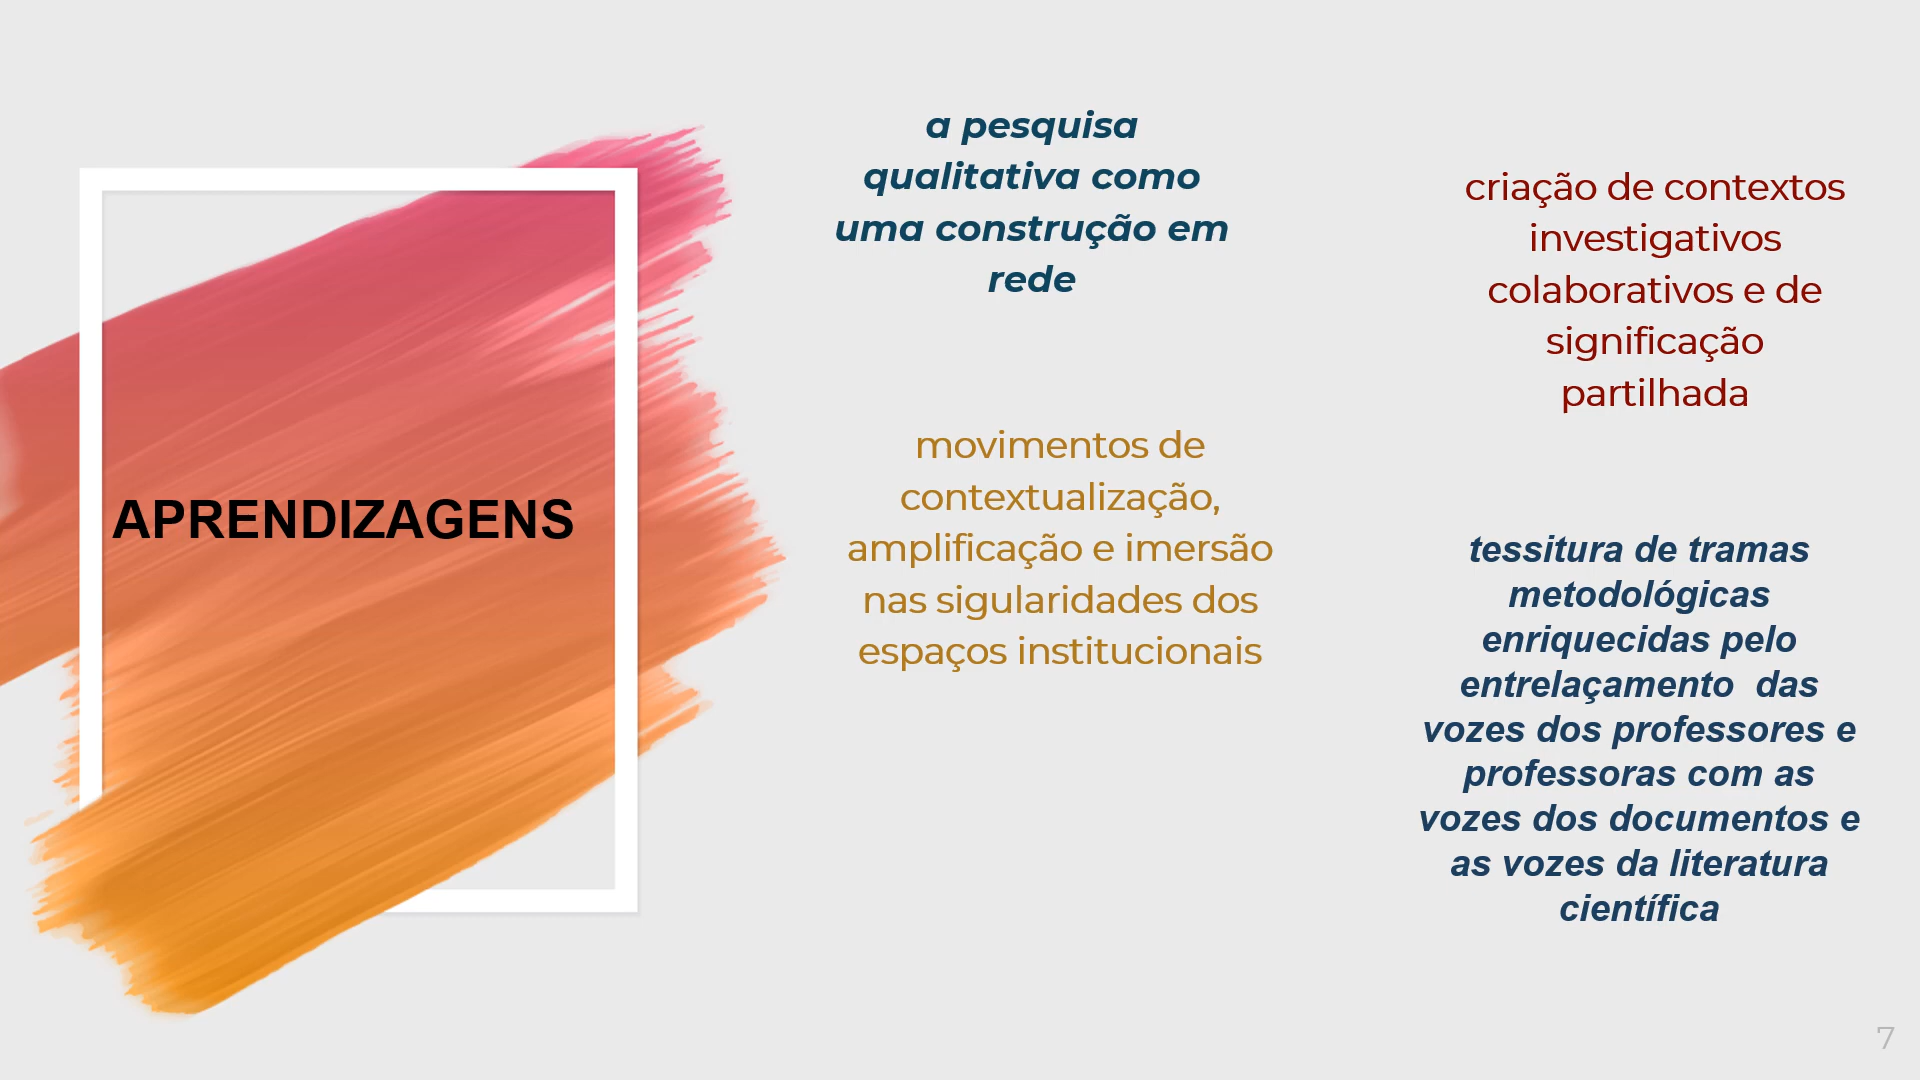 APRENDIZAGENS
a pesquisa
qualitativa como
uma construção em
rede
movimentos de
contextualização,
amplificação e imersão
nas sigularidades dos
espaços institucionais
criação de contextos
investigativos
colaborativos e de
significação
partilhada
tessitura de tramas
metodológicas
enriquecidas pelo
entrelaçamento  das
vozes dos professores e
professoras com as
vozes dos documentos e
as vozes da literatura
científica
7